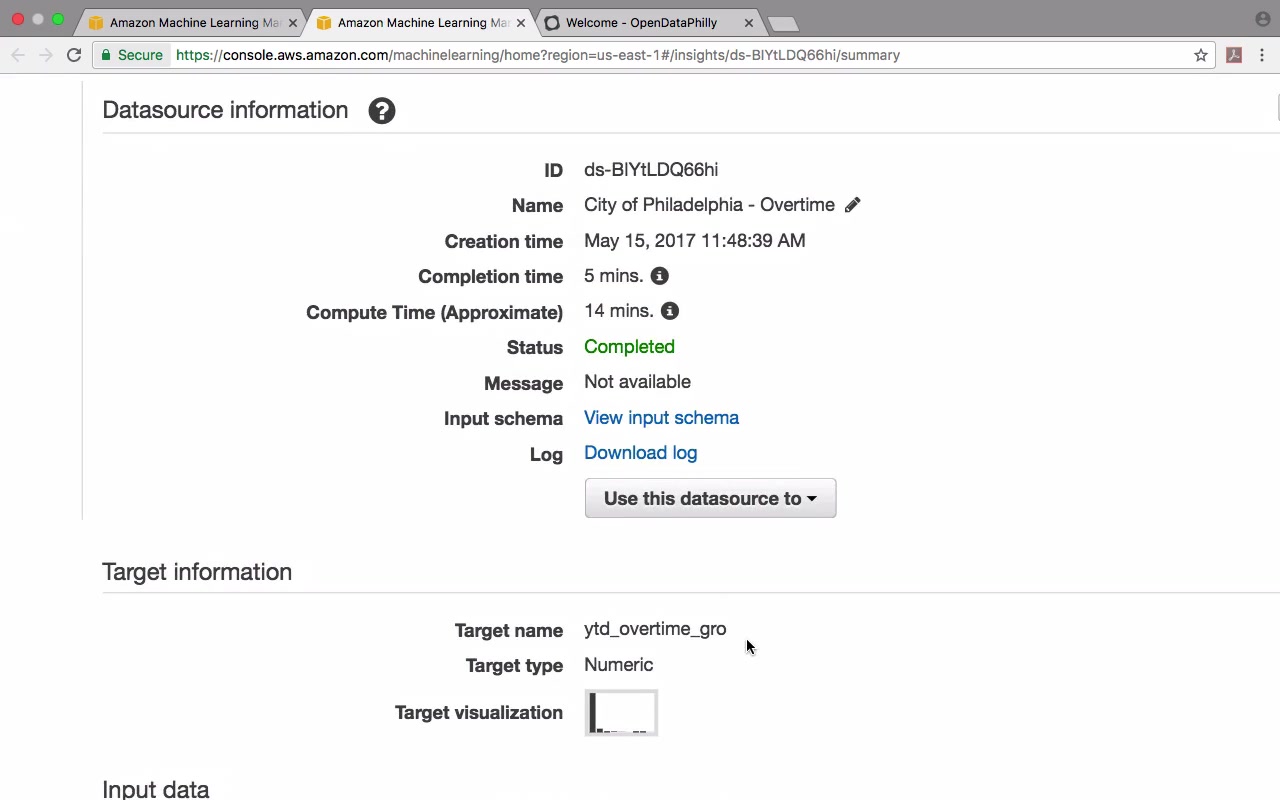 Amazon Machine Learning Ma
Amazon Machine Learning Ma
Welcome - OpenDataPhilly
Secure https://console.aws.amazon.com/machinelearning/home?region=us-east-1#/insights/ds-BlYtLDQ66hi/summary
Datasource information ?
ID ds-BlYtLDQ66hi
Name City of Philadelphia - Overtime
Creation time May 15, 2017 11:48:39 AM
Completion time 5 mins. i
Compute Time (Approximate) 14 mins. i
Status Completed
Message Not available
Input schema View input schema
Log Download log
Use this datasource to
Target information
Target name ytd_overtime_gro
Target type Numeric
Target visualization
Input data